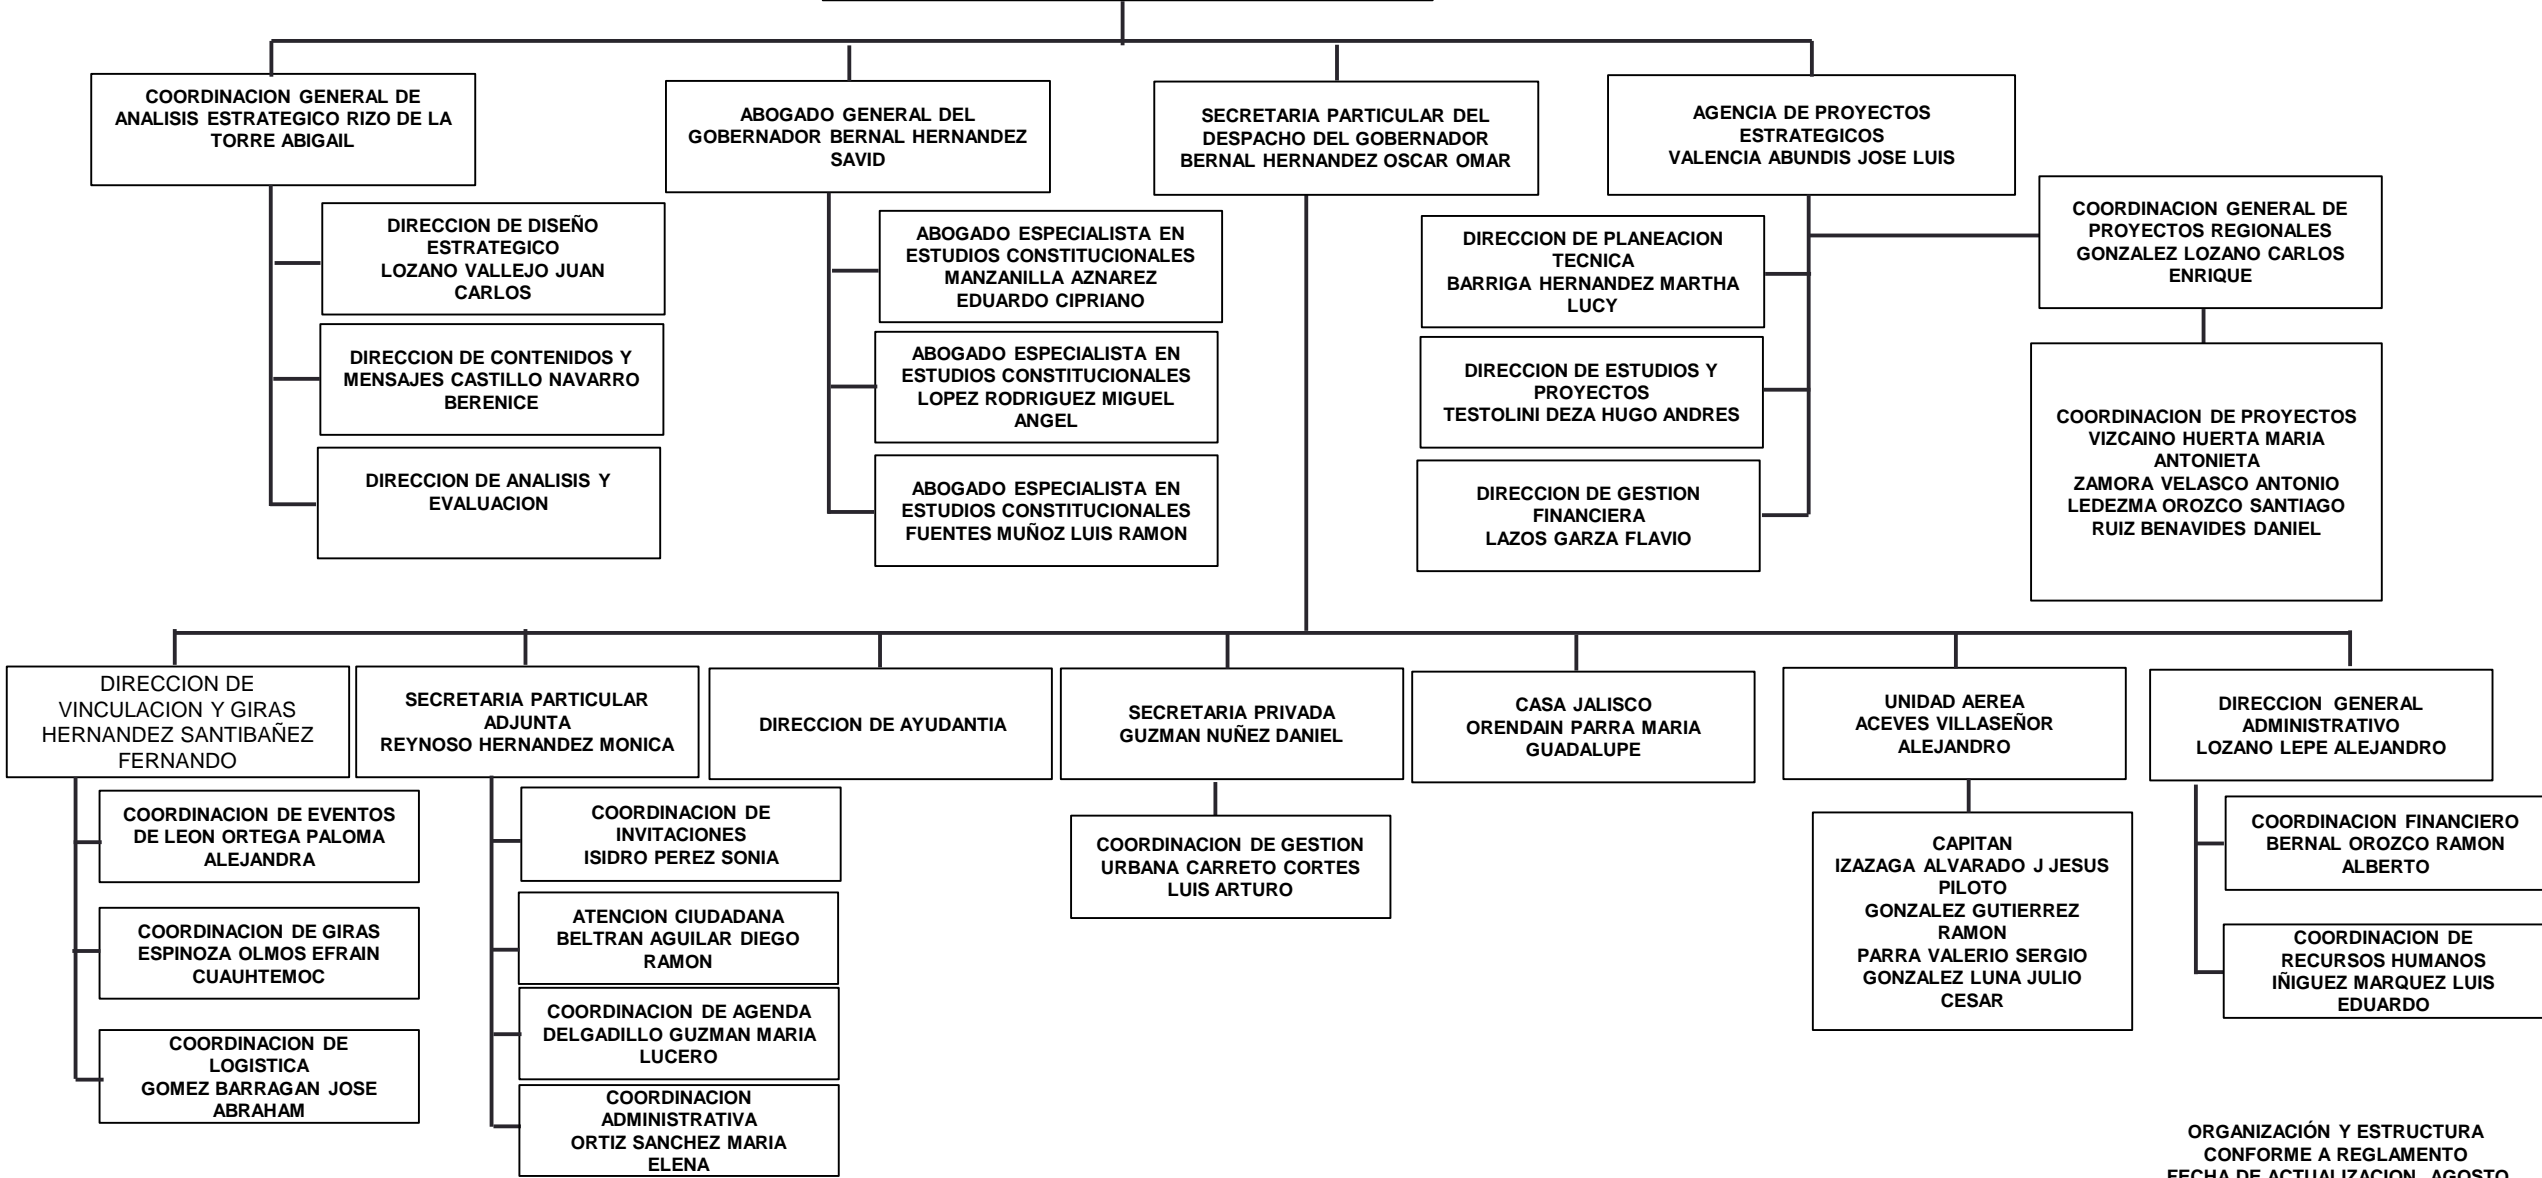 COORDINACION GENERAL DE
ANALISIS ESTRATEGICO RIZO DE LA
TORRE ABIGAIL
ABOGADO GENERAL DEL
GOBERNADOR BERNAL HERNANDEZ
SAVID
SECRETARIA PARTICULAR DEL
DESPACHO DEL GOBERNADOR
BERNAL HERNANDEZ OSCAR OMAR
AGENCIA DE PROYECTOS
ESTRATEGICOS
VALENCIA ABUNDIS JOSE LUIS
DIRECCION DE DISEÑO
ESTRATEGICO
LOZANO VALLEJO JUAN
CARLOS
DIRECCION DE CONTENIDOS Y
MENSAJES CASTILLO NAVARRO
BERENICE
DIRECCION DE ANALISIS Y
EVALUACION
ABOGADO ESPECIALISTA EN
ESTUDIOS CONSTITUCIONALES
MANZANILLA AZNAREZ
EDUARDO CIPRIANO
ABOGADO ESPECIALISTA EN
ESTUDIOS CONSTITUCIONALES
LOPEZ RODRIGUEZ MIGUEL
ANGEL
ABOGADO ESPECIALISTA EN
ESTUDIOS CONSTITUCIONALES
FUENTES MUÑOZ LUIS RAMON
DIRECCION DE PLANEACION
TECNICA
BARRIGA HERNANDEZ MARTHA
LUCY
DIRECCION DE ESTUDIOS Y
PROYECTOS
TESTOLINI DEZA HUGO ANDRES
DIRECCION DE GESTION
FINANCIERA
LAZOS GARZA FLAVIO
COORDINACION GENERAL DE
PROYECTOS REGIONALES
GONZALEZ LOZANO CARLOS
ENRIQUE
COORDINACION DE PROYECTOS
VIZCAINO HUERTA MARIA
ANTONIETA
ZAMORA VELASCO ANTONIO
LEDEZMA OROZCO SANTIAGO
RUIZ BENAVIDES DANIEL
DIRECCION DE
VINCULACION Y GIRAS
HERNANDEZ SANTIBAÑEZ
FERNANDO
SECRETARIA PARTICULAR
ADJUNTA
REYNOSO HERNANDEZ MONICA
DIRECCION DE AYUDANTIA
SECRETARIA PRIVADA
GUZMAN NUÑEZ DANIEL
CASA JALISCO
ORENDAIN PARRA MARIA
GUADALUPE
UNIDAD AEREA
ACEVES VILLASEÑOR
ALEJANDRO
DIRECCION GENERAL
ADMINISTRATIVO
LOZANO LEPE ALEJANDRO
COORDINACION DE EVENTOS
DE LEON ORTEGA PALOMA
ALEJANDRA
COORDINACION DE GIRAS
ESPINOZA OLMOS EFRAIN
CUAUHTEMOC
COORDINACION DE
LOGISTICA
GOMEZ BARRAGAN JOSE
ABRAHAM
COORDINACION DE
INVITACIONES
ISIDRO PEREZ SONIA
ATENCION CIUDADANA
BELTRAN AGUILAR DIEGO
RAMON
COORDINACION DE AGENDA
DELGADILLO GUZMAN MARIA
LUCERO
COORDINACION
ADMINISTRATIVA
ORTIZ SANCHEZ MARIA
ELENA
COORDINACION DE GESTION
URBANA CARRETO CORTES
LUIS ARTURO
CAPITAN
IZAZAGA ALVARADO J JESUS
PILOTO
GONZALEZ GUTIERREZ
RAMON
PARRA VALERIO SERGIO
GONZALEZ LUNA JULIO
CESAR
COORDINACION FINANCIERO
BERNAL OROZCO RAMON
ALBERTO
COORDINACION DE
RECURSOS HUMANOS
IÑIGUEZ MARQUEZ LUIS
EDUARDO
ORGANIZACIÓN Y ESTRUCTURA
CONFORME A REGLAMENTO
FECHA DE ACTUALIZACION AGOSTO